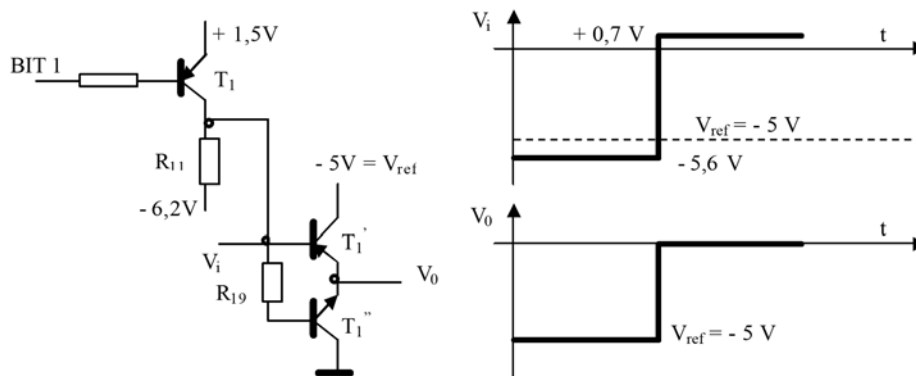 + 1,5V
BIT 1
T1
R11
- 6,2V
- 5V = Vref
Vi
T1'
R19
V0
T1"
Vi
+ 0,7 V
t
Vref = - 5 V
- 5,6 V
V0
t
Vref = - 5 V